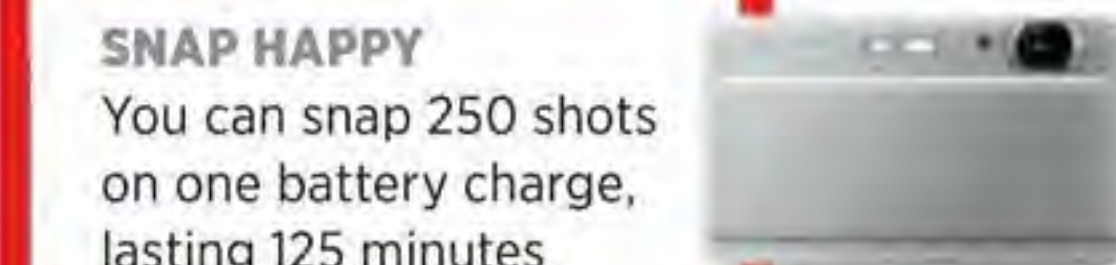 SNAP HAPPY
You can snap 250 shots
on one battery charge,
lasting 125 minutes